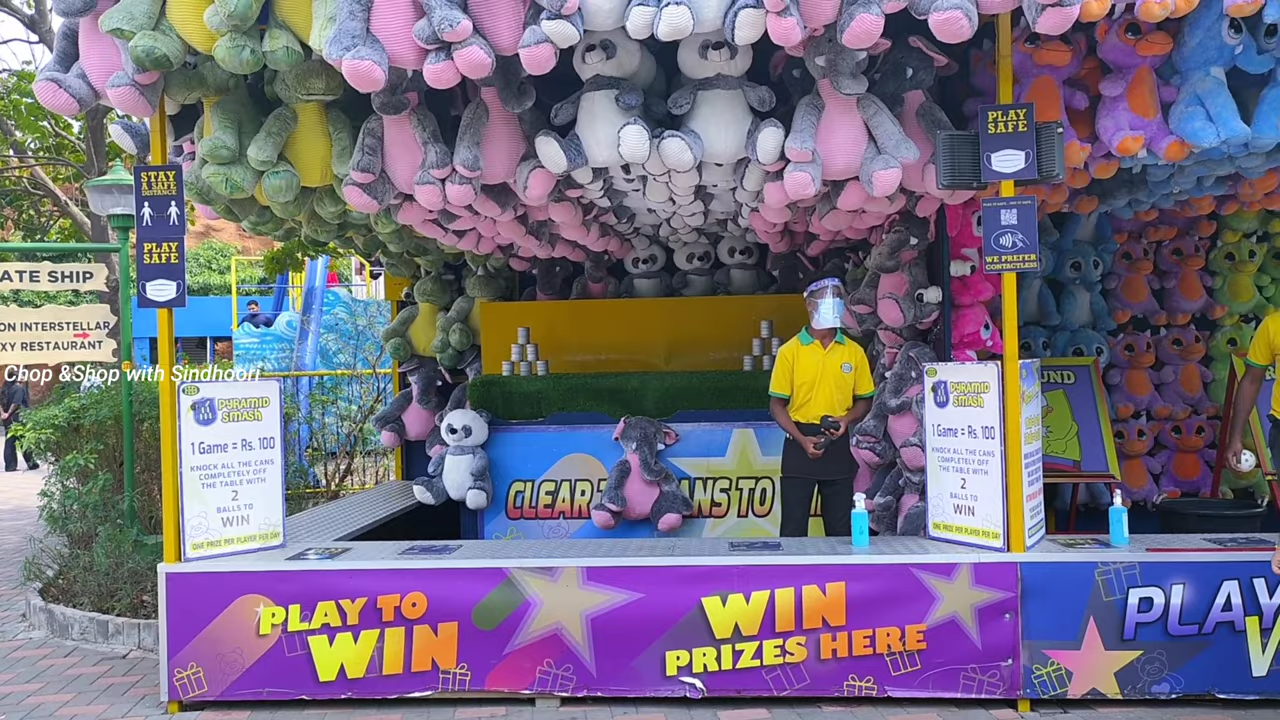 STAY
A SAFE
DISTANCE
PLAY
SAFE
ATE SHIP
ON INTERSTELLAR
XY RESTAURANT
Chop &Shop with Sindhoori
PYRAMID
SMASH
1 Game = Rs. 100
KNOCK ALL THE CANS
COMPLETELY OFF
THE TABLE WITH
2
BALLS TO
WIN
ONE PRIZE PER PLAYER PER DAY
CLEAR T ANS TO
PLAY
SAFE
WE PREFER
CONTACTLESS
PYRAMID
SMASH
1 Game = Rs. 100
KNOCK ALL THE CANS
COMPLETELY OFF
THE TABLE WITH
2
BALLS TO
WIN
ONE PRIZE PER PLAYER PER DAY
UND
PLAY TO
WIN
WIN
PRIZES HERE
PLAY